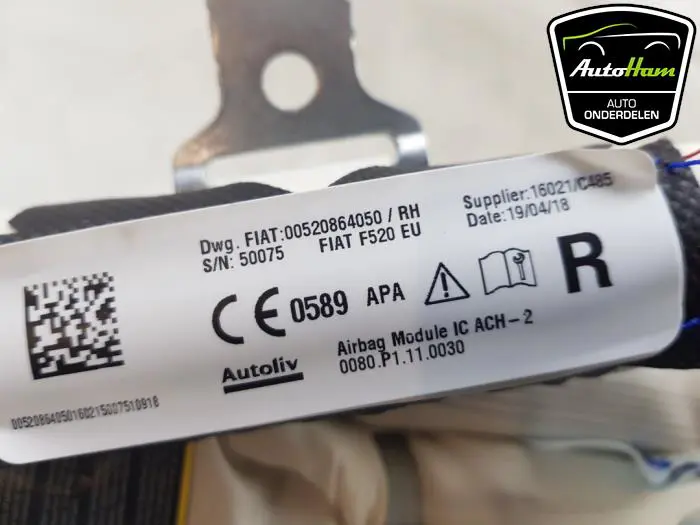 AutoHam
AUTO
ONDERDELEN
Dwg. FIAT:00520864050 / RH
Supplier:16021/C485
S/N: 50075 FIAT F520 EU
Date:19/04/18
CE 0589 APA
R
Autoliv
Airbag Module IC ACH-2
0080.P1.11.0030
00520864050160215007510918